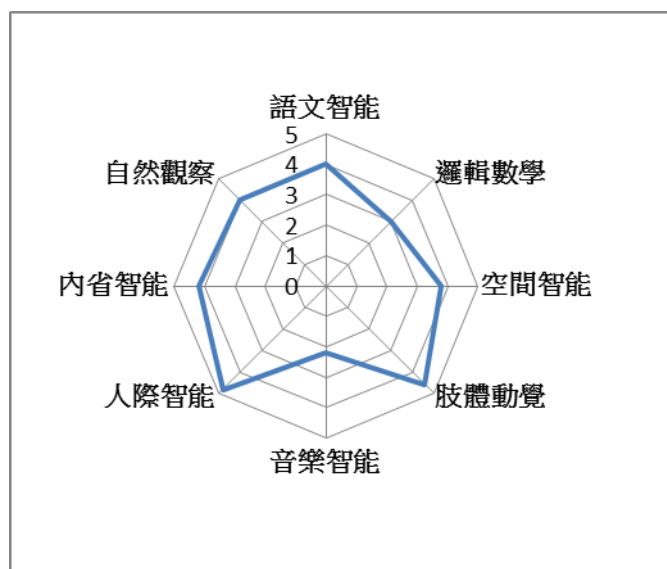 語文智能
5
自然觀察
邏輯數學
4
3
2
內省智能
1
空間智能
0
人際智能
肢體動覺
音樂智能